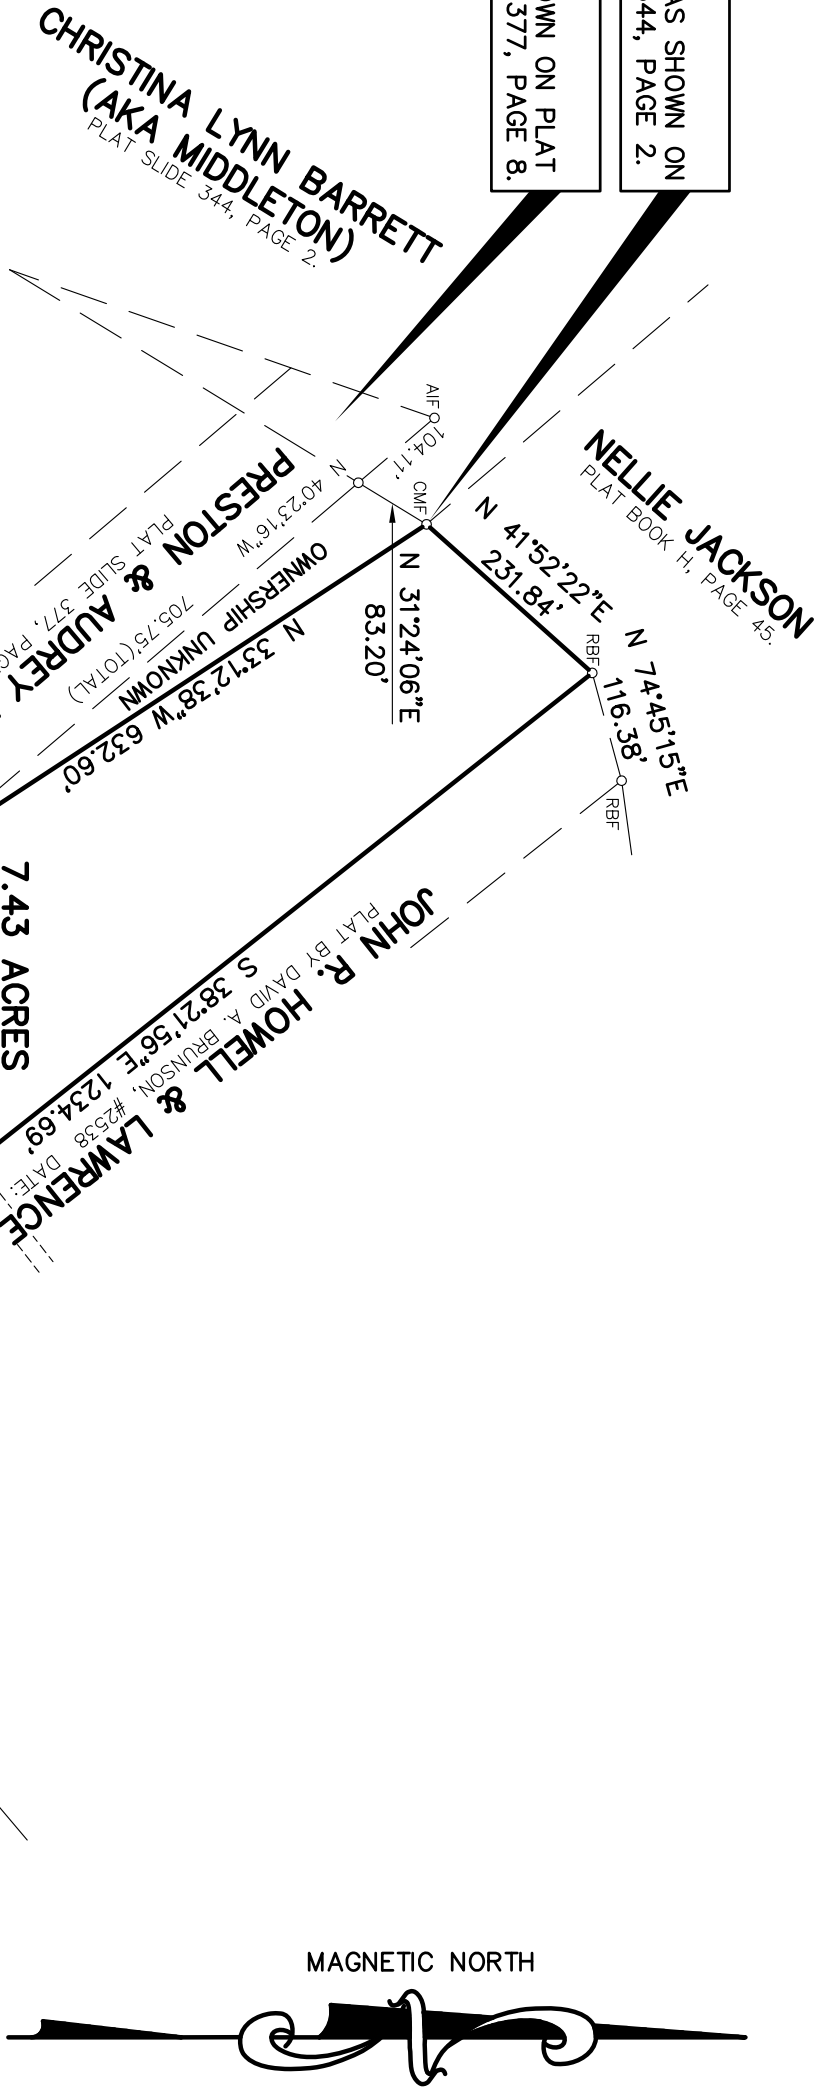 AS SHOWN ON
44, PAGE 2.
OWN ON PLAT
377, PAGE 8.
CHRISTINA LYNN BARRETT
(AKA MIDDLETON)
PLAT SLIDE 344, PAGE 2.
NELLIE JACKSON
PLAT BOOK H, PAGE 45.
AIF
104.11'
CMF
N 40°23'16"W
705.75'(TOTAL)
PRESTON & AUDREY
PLAT SLIDE 377, PAG
OWNERSHIP UNKNOWN
N 33°12'38"W 632.60'
N 31°24'06"E
83.20'
N 41°52'22"E
231.84'
RBF
N 74°45'15"E
116.38'
RBF
7.43 ACRES
S 38°21'56"E 1234.69'
JOHN R. HOWELL & LAWRENCE
PLAT BY DAVID A. BRUNSON, #2538 DATE:
MAGNETIC NORTH